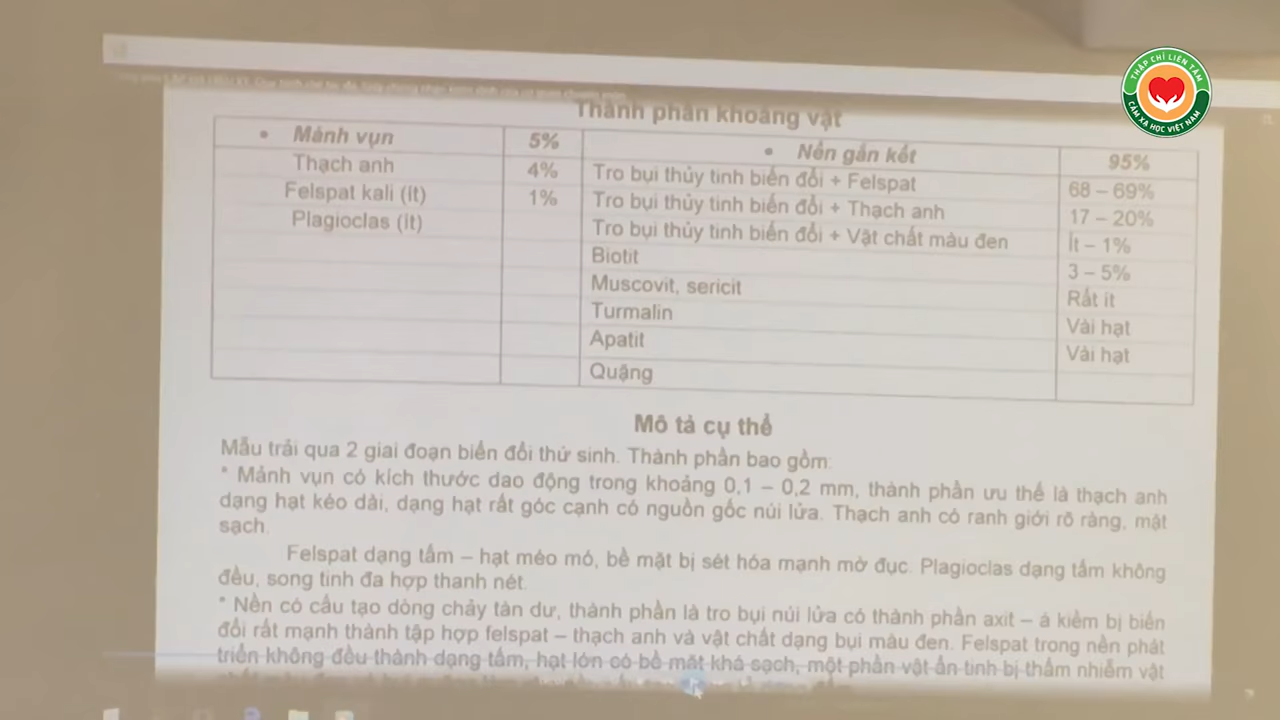 TẠP CHÍ LIÊN TÂM
CẢM XẠ HỌC VIỆT NAM
Thành phần khoáng vật
• Mảnh vụn 5% • Nền gắn kết 95%
Thạch anh 4% Tro bụi thủy tinh biến đổi + Felspat 68 – 69%
Felspat kali (ít) 1% Tro bụi thủy tinh biến đổi + Thạch anh 17 – 20%
Plagioclas (ít) Tro bụi thủy tinh biến đổi + Vật chất màu đen Ít – 1%
Biotit 3 – 5%
Muscovit, sericit Rất ít
Turmalin Vài hạt
Apatit Vài hạt
Quặng
Mô tả cụ thể
Mẫu trải qua 2 giai đoạn biến đổi thứ sinh. Thành phần bao gồm:
* Mảnh vụn có kích thước dao động trong khoảng 0,1 – 0,2 mm, thành phần ưu thế là thạch anh
dạng hạt kéo dài, dạng hạt rất góc cạnh có nguồn gốc núi lửa. Thạch anh có ranh giới rõ ràng, mặt
sạch.
Felspat dạng tấm – hạt méo mó, bề mặt bị sét hóa mạnh mờ đục. Plagioclas dạng tấm không
đều, song tinh đa hợp thanh nét.
* Nền có cấu tạo dòng chảy tàn dư, thành phần là tro bụi núi lửa có thành phần axit – á kiềm bị biến
đổi rất mạnh thành tập hợp felspat – thạch anh và vật chất dạng bụi màu đen. Felspat trong nền phát
triển không đều thành dạng tấm, hạt lớn có bề mặt khá sạch, một phần vật ẩn tinh bị thấm nhiễm vật